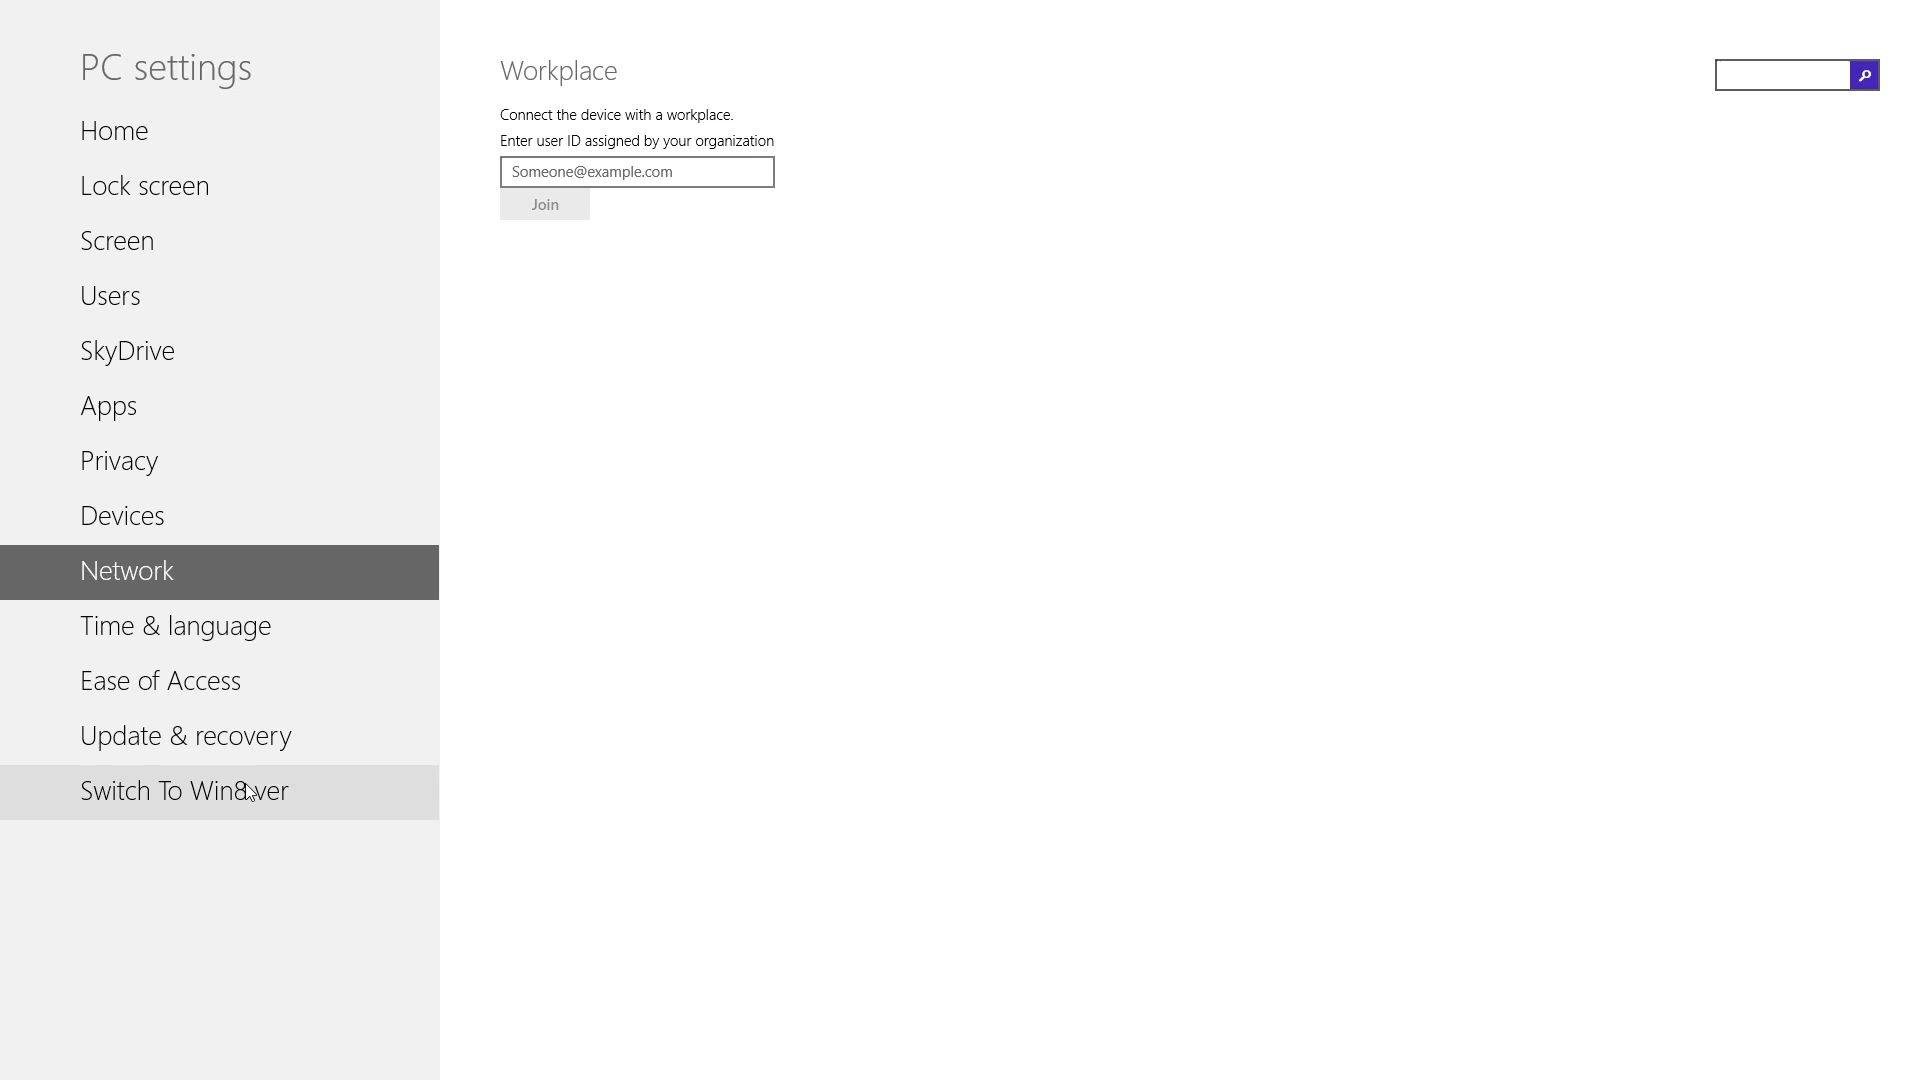 PC settings
Home
Lock screen
Screen
Users
SkyDrive
Apps
Privacy
Devices
Network
Time & language
Ease of Access
Update & recovery
Switch To Win8 ver
Workplace
Connect the device with a workplace.
Enter user ID assigned by your organization
Someone@example.com
Join